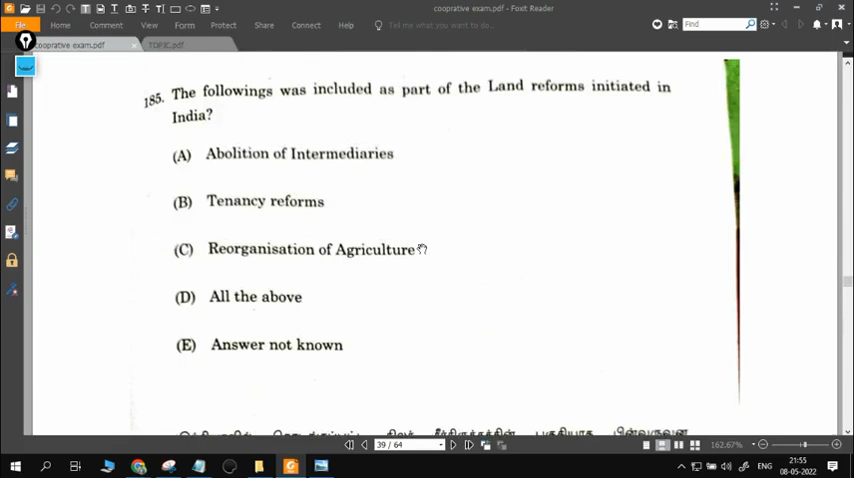 cooprative exam.pdf - Foxit Reader
File Home Comment View Form Protect Share Connect Help Tell me what you want to do... Find
cooprative exam.pdf TOPIC.pdf
185. The followings was included as part of the Land reforms initiated in
India?
(A) Abolition of Intermediaries
(B) Tenancy reforms
(C) Reorganisation of Agriculture
(D) All the above
(E) Answer not known
39 / 64 162.67%
ENG 21:55
08-05-2022